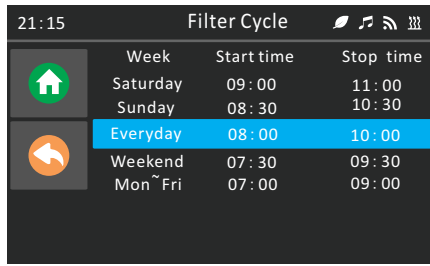 21:15 Filter Cycle
Week Start time Stop time
Saturday 09:00 11:00
Sunday 08:30 10:30
Everyday 08:00 10:00
Weekend 07:30 09:30
Mon~Fri 07:00 09:00